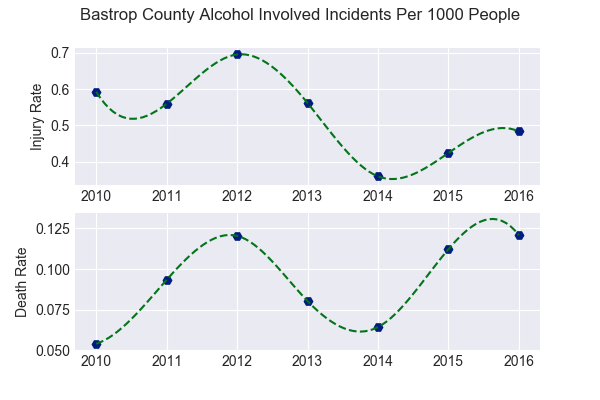 Bastrop County Alcohol Involved Incidents Per 1000 People
0.7
0.6
0.5
0.4
Injury Rate
2010 2011 2012 2013 2014 2015 2016
0.125
0.100
0.075
0.050
Death Rate
2010 2011 2012 2013 2014 2015 2016